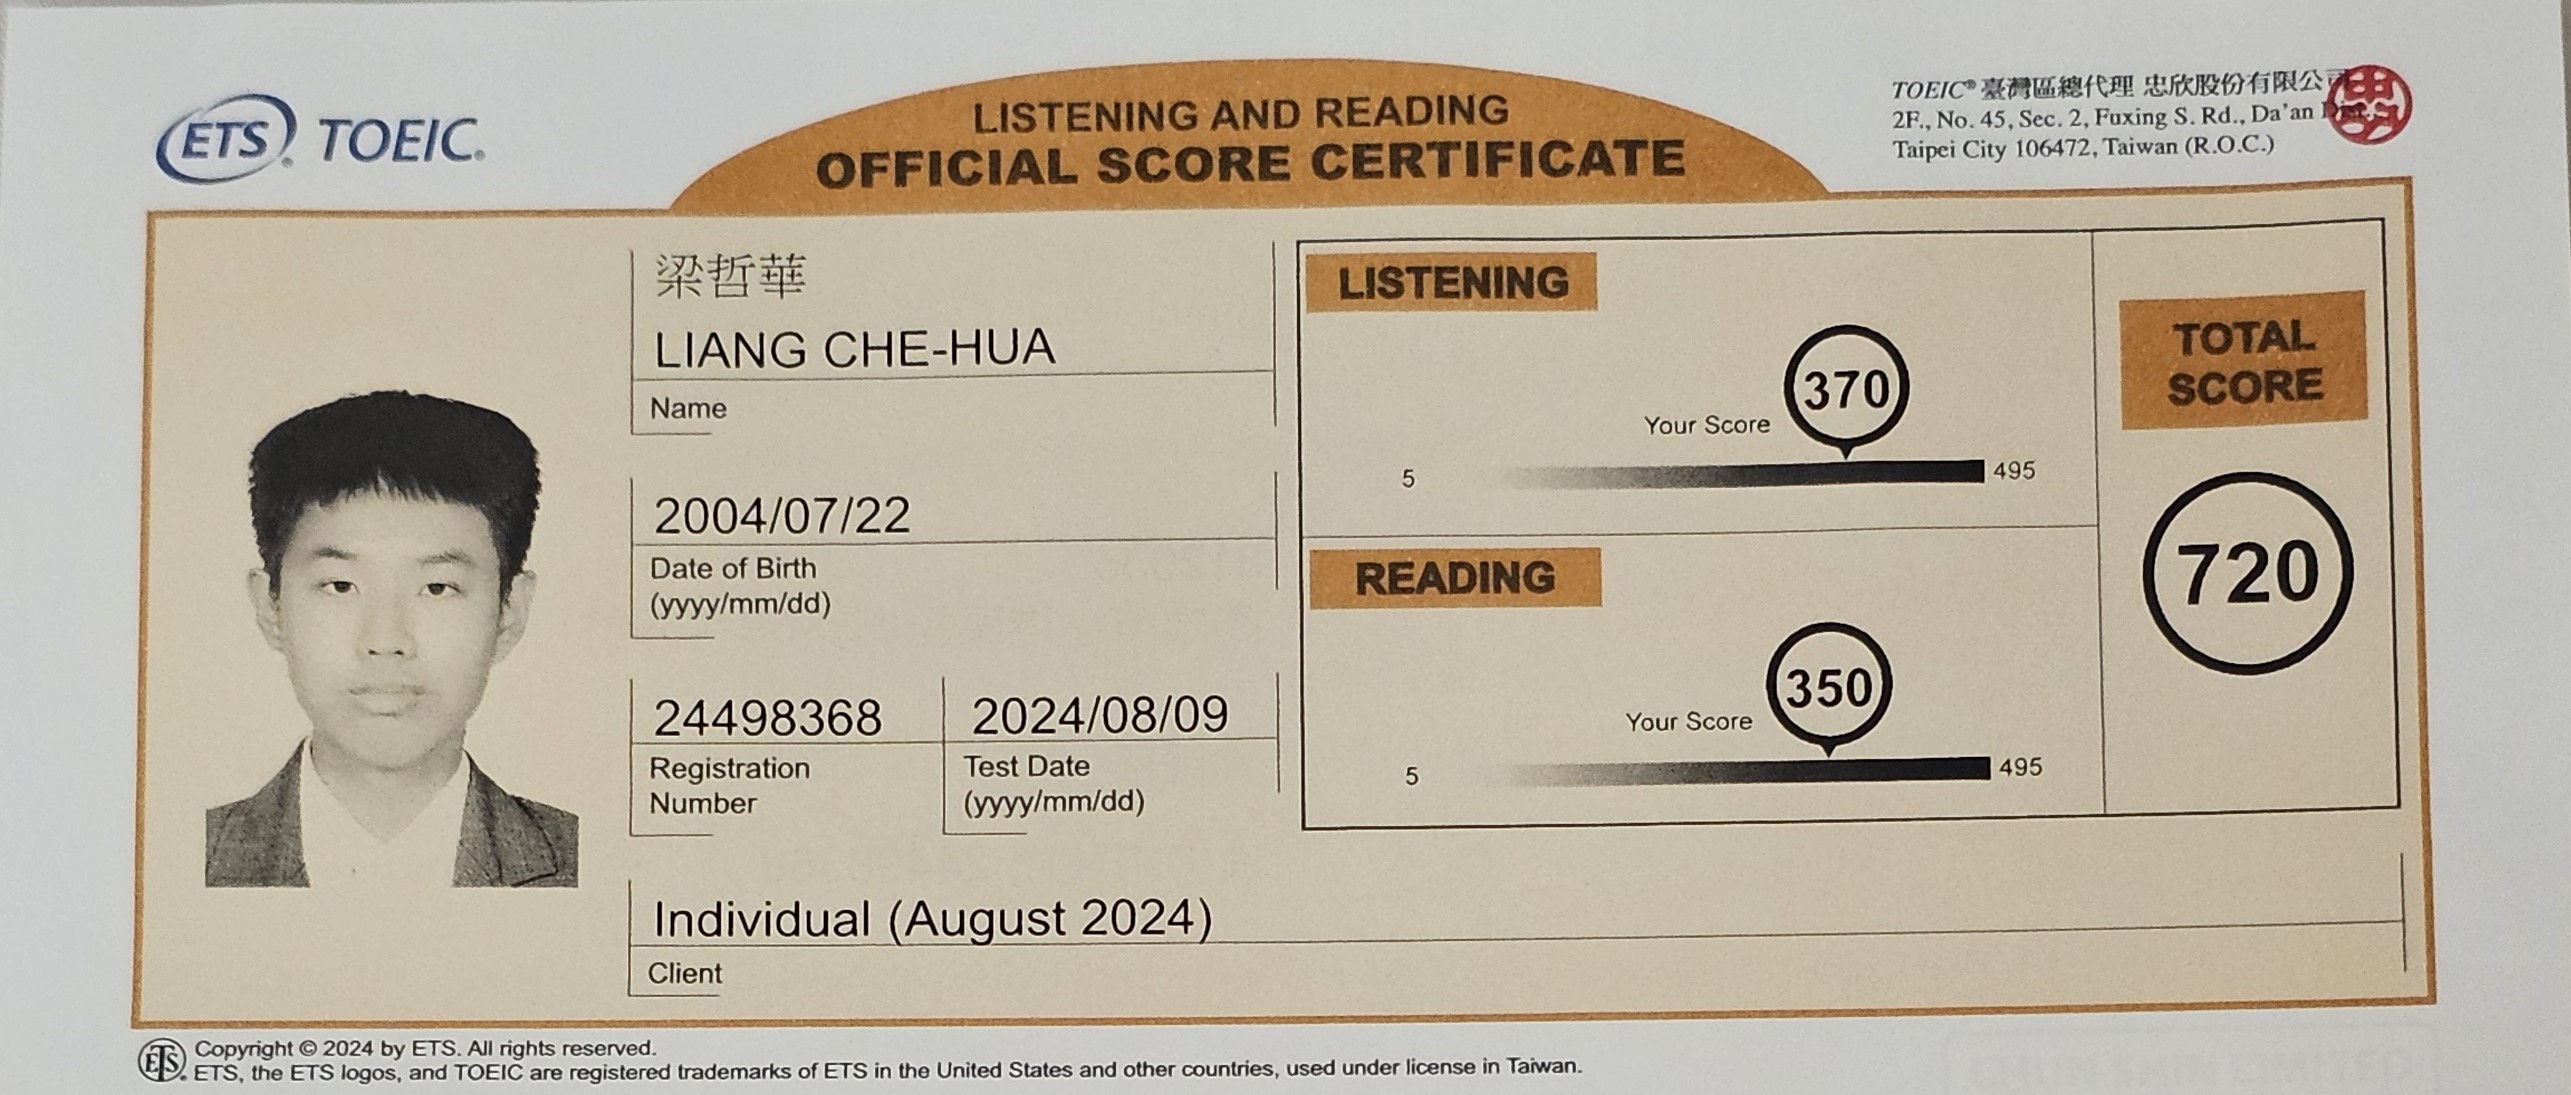 ETS® TOEIC®
LISTENING AND READING
OFFICIAL SCORE CERTIFICATE
TOEIC® 臺灣區總代理 忠欣股份有限公司
2F., No. 45, Sec. 2, Fuxing S. Rd., Da'an Dist.,
Taipei City 106472, Taiwan (R.O.C.)
梁哲華
LIANG CHE-HUA
Name
2004/07/22
Date of Birth
(yyyy/mm/dd)
24498368
Registration
Number
2024/08/09
Test Date
(yyyy/mm/dd)
Individual (August 2024)
Client
LISTENING
370
Your Score
5 495
READING
350
Your Score
5 495
TOTAL
SCORE
720
ETS® Copyright © 2024 by ETS. All rights reserved.
ETS, the ETS logos, and TOEIC are registered trademarks of ETS in the United States and other countries, used under license in Taiwan.